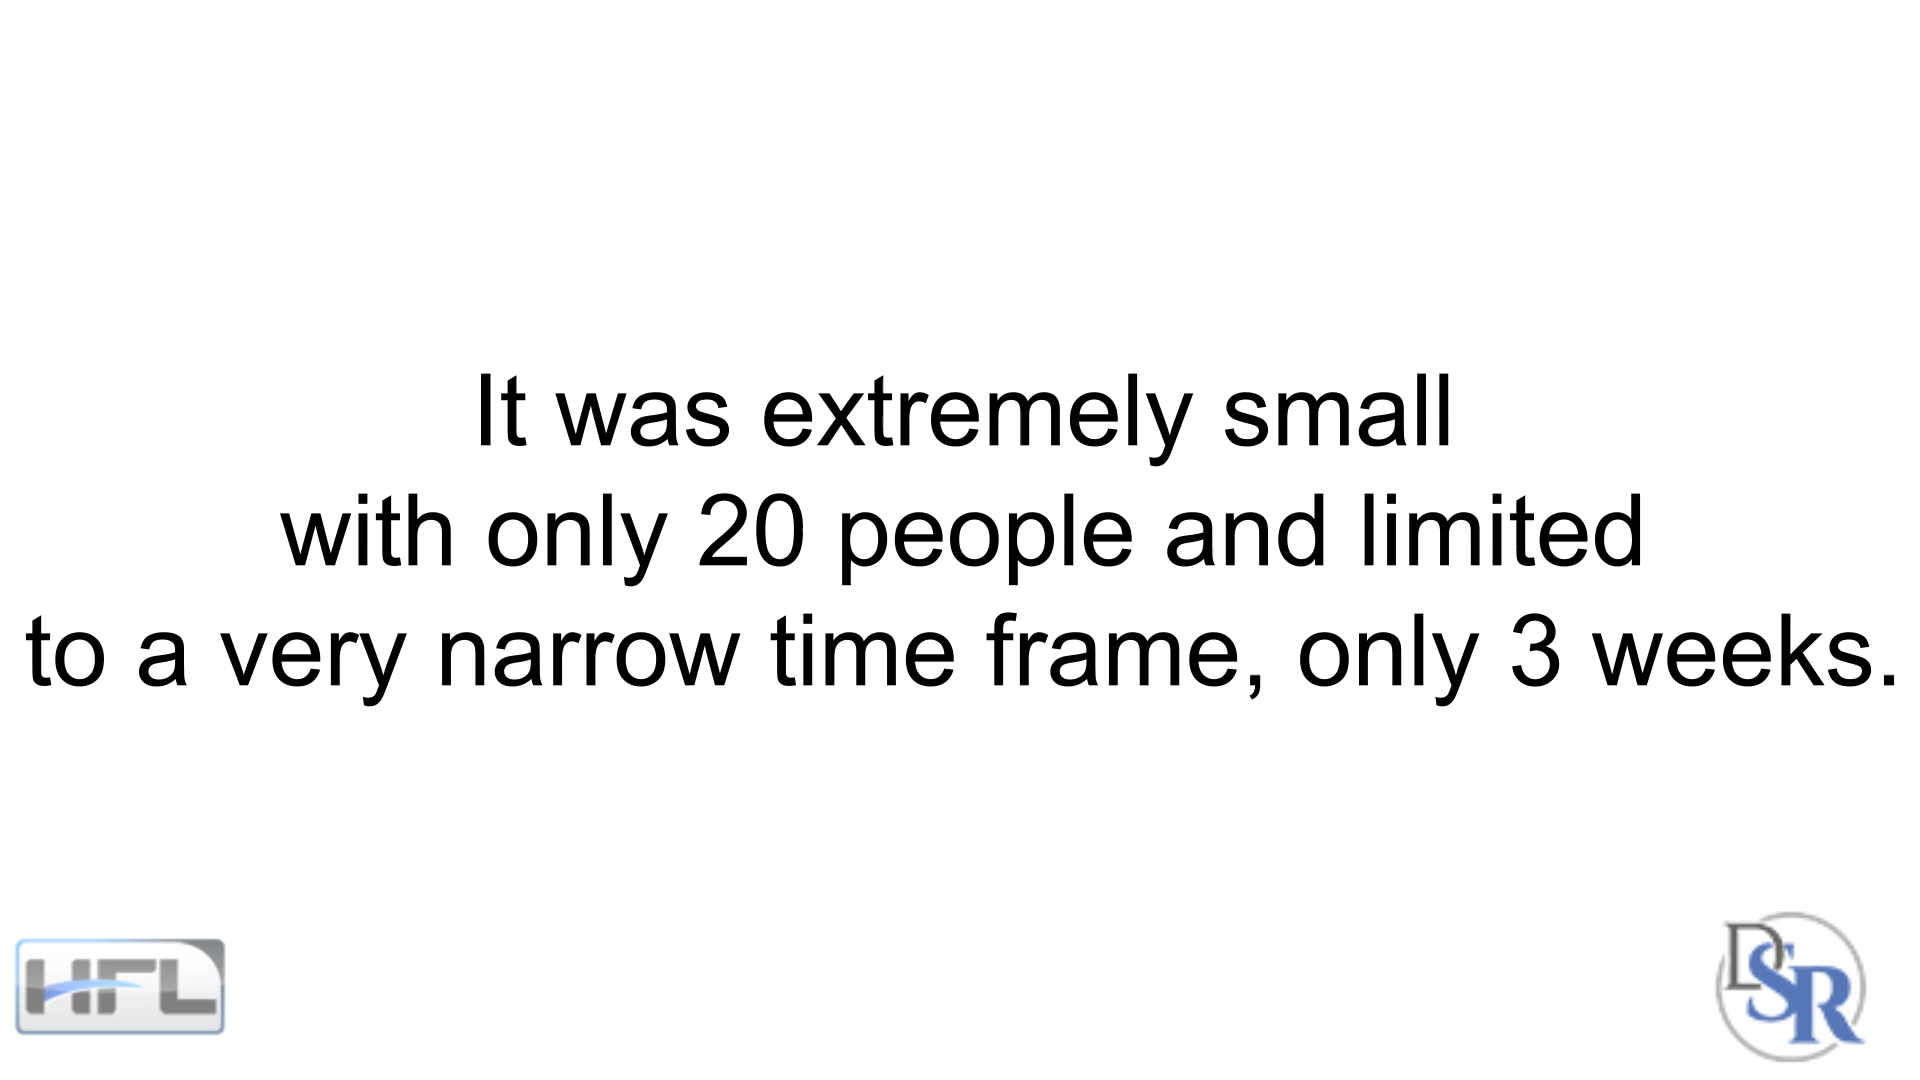 It was extremely small
with only 20 people and limited
to a very narrow time frame, only 3 weeks.
HFL
DSR